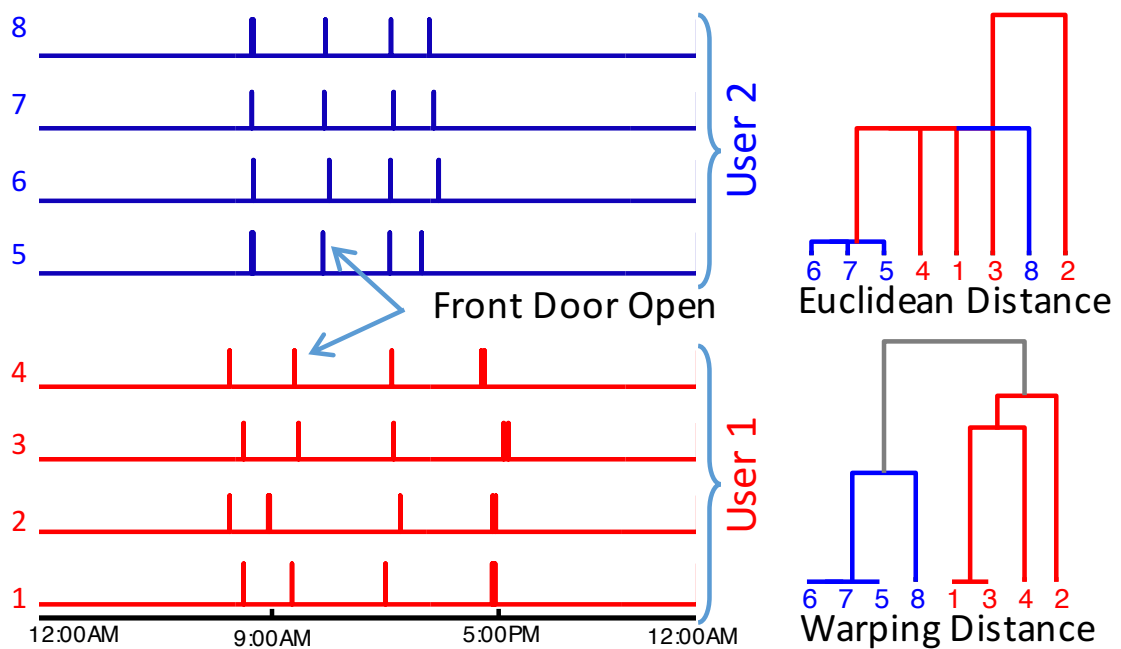 8
7
6
5
User 2
Front Door Open
4
3
2
1
User 1
12:00AM 9:00AM 5:00PM 12:00AM
6 7 5 4 1 3 8 2
Euclidean Distance
6 7 5 8 1 3 4 2
Warping Distance